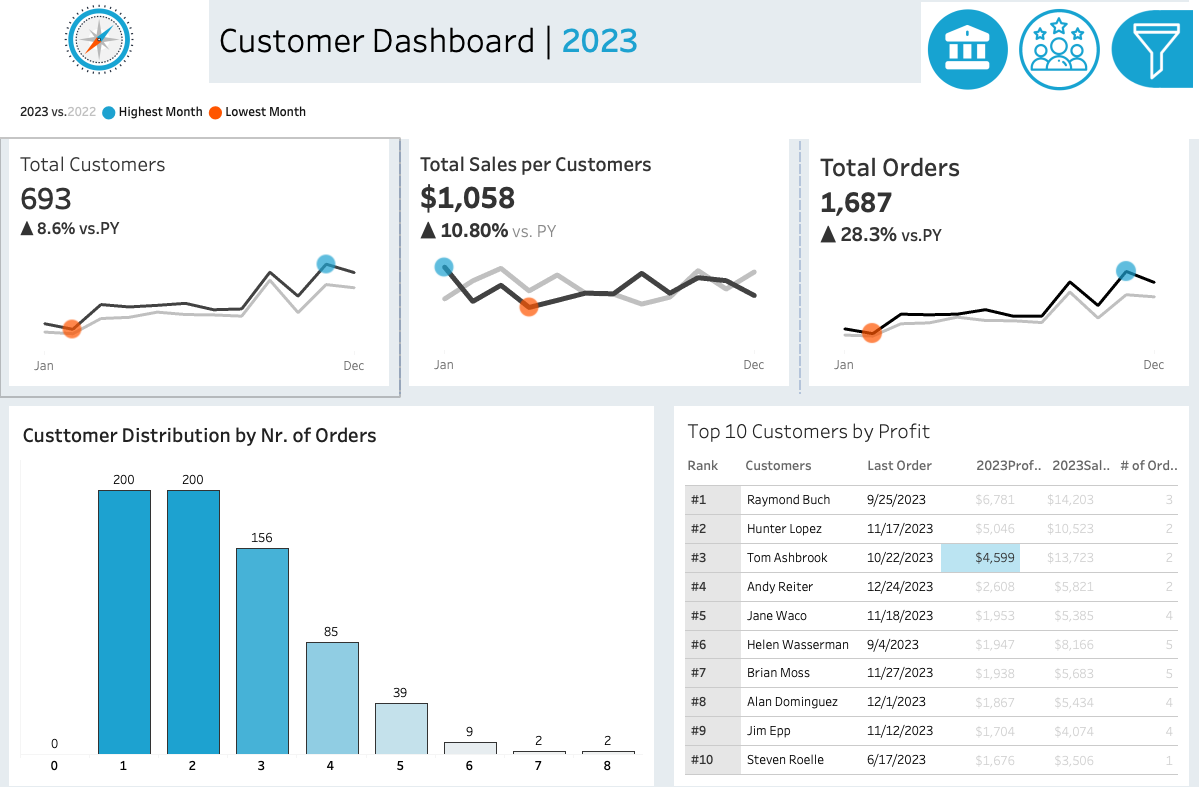 Customer Dashboard | 2023
2023 vs.2022 Highest Month Lowest Month
Total Customers
693
▲ 8.6% vs.PY
Jan Dec
Total Sales per Customers
$1,058
▲ 10.80% vs. PY
Jan Dec
Total Orders
1,687
▲ 28.3% vs.PY
Jan Dec
Custtomer Distribution by Nr. of Orders
0 200 200 156 85 39 9 2 2
0 1 2 3 4 5 6 7 8
Top 10 Customers by Profit
Rank Customers Last Order 2023Prof.. 2023Sal.. # of Ord..
#1 Raymond Buch 9/25/2023 $6,781 $14,203 3
#2 Hunter Lopez 11/17/2023 $5,046 $10,523 2
#3 Tom Ashbrook 10/22/2023 $4,599 $13,723 2
#4 Andy Reiter 12/24/2023 $2,608 $5,821 2
#5 Jane Waco 11/18/2023 $1,953 $5,385 4
#6 Helen Wasserman 9/4/2023 $1,947 $8,166 5
#7 Brian Moss 11/27/2023 $1,938 $5,683 5
#8 Alan Dominguez 12/1/2023 $1,867 $5,434 4
#9 Jim Epp 11/12/2023 $1,704 $4,074 4
#10 Steven Roelle 6/17/2023 $1,676 $3,506 1